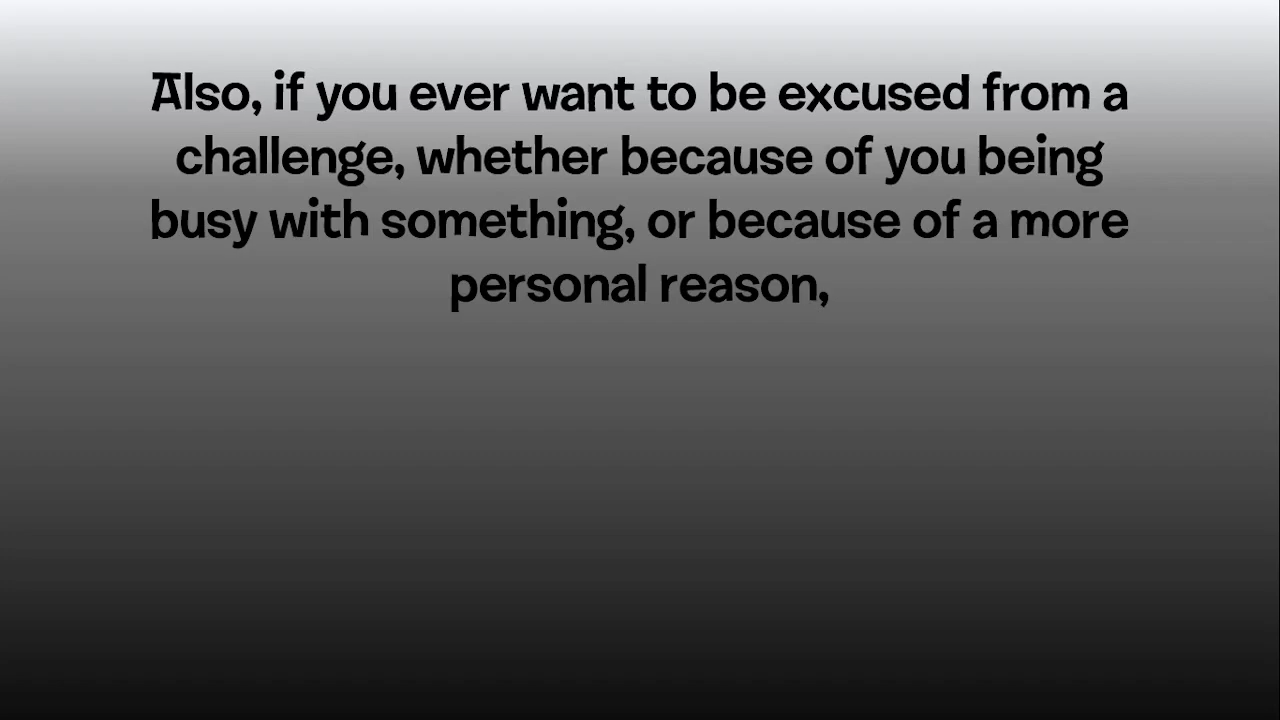 Also, if you ever want to be excused from a
challenge, whether because of you being
busy with something, or because of a more
personal reason,